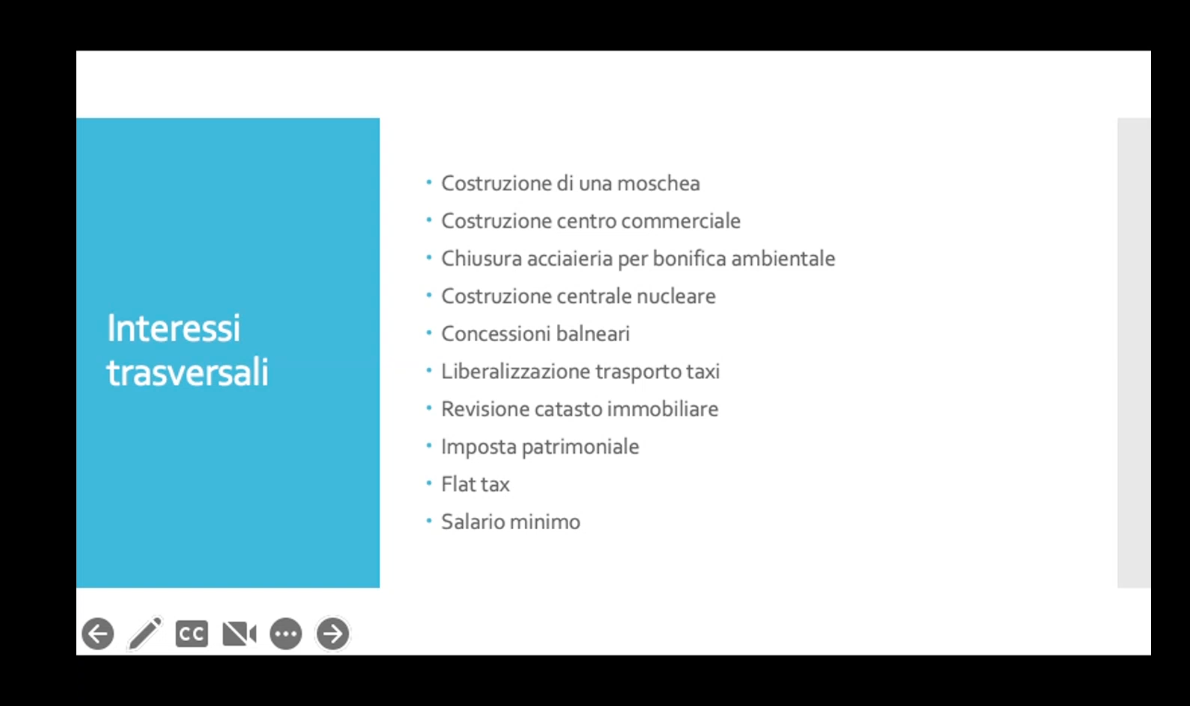 Interessi
trasversali
• Costruzione di una moschea
• Costruzione centro commerciale
• Chiusura acciaieria per bonifica ambientale
• Costruzione centrale nucleare
• Concessioni balneari
• Liberalizzazione trasporto taxi
• Revisione catasto immobiliare
• Imposta patrimoniale
• Flat tax
• Salario minimo
CC